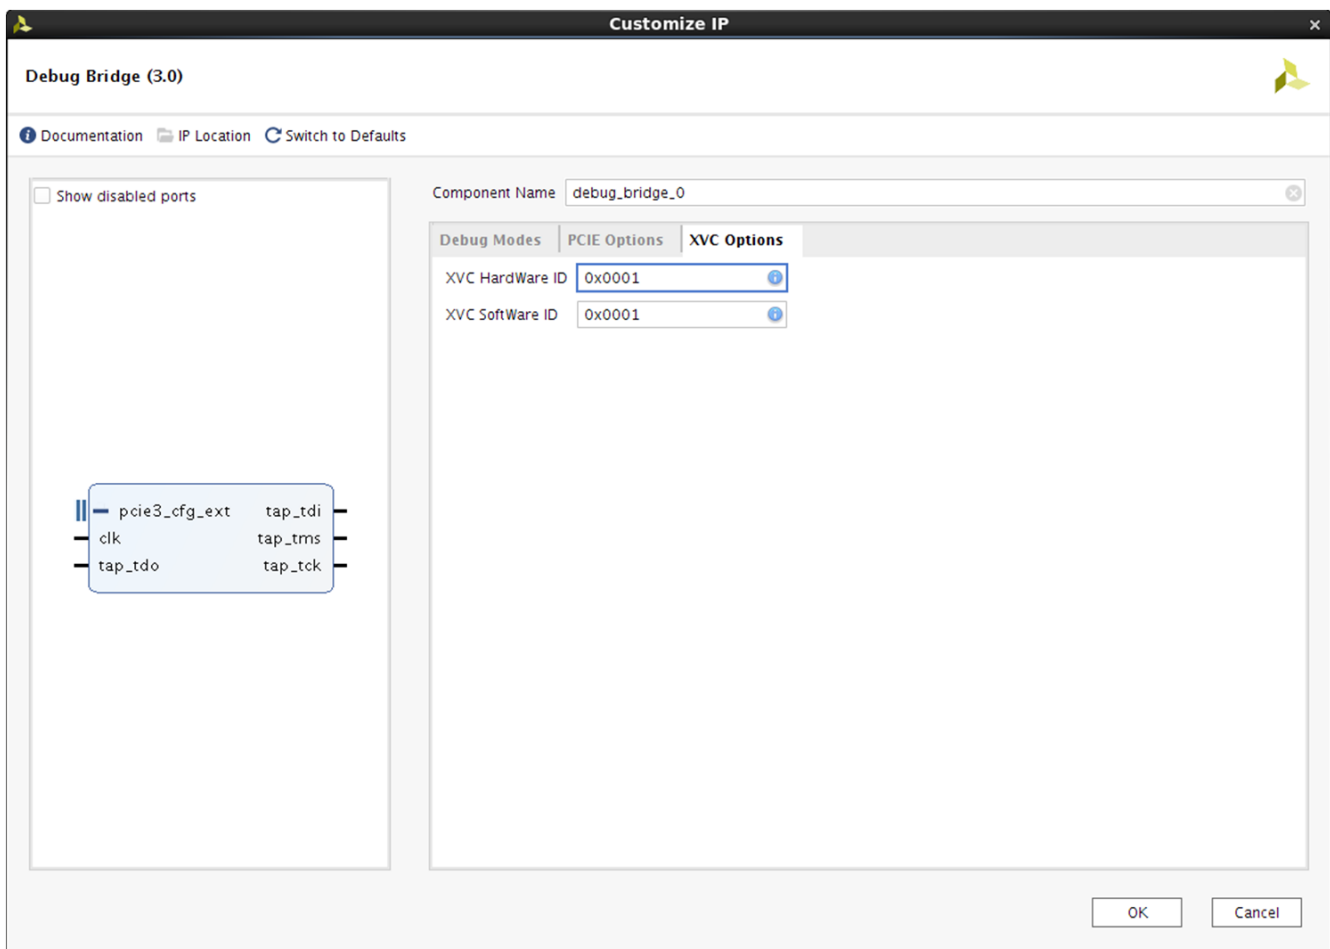 Customize IP
Debug Bridge (3.0)
Documentation IP Location Switch to Defaults
Show disabled ports
Component Name debug_bridge_0
Debug Modes PCIE Options XVC Options
XVC HardWare ID 0x0001
XVC SoftWare ID 0x0001
pcie3_cfg_ext tap_tdi
clk tap_tms
tap_tdo tap_tck
OK Cancel